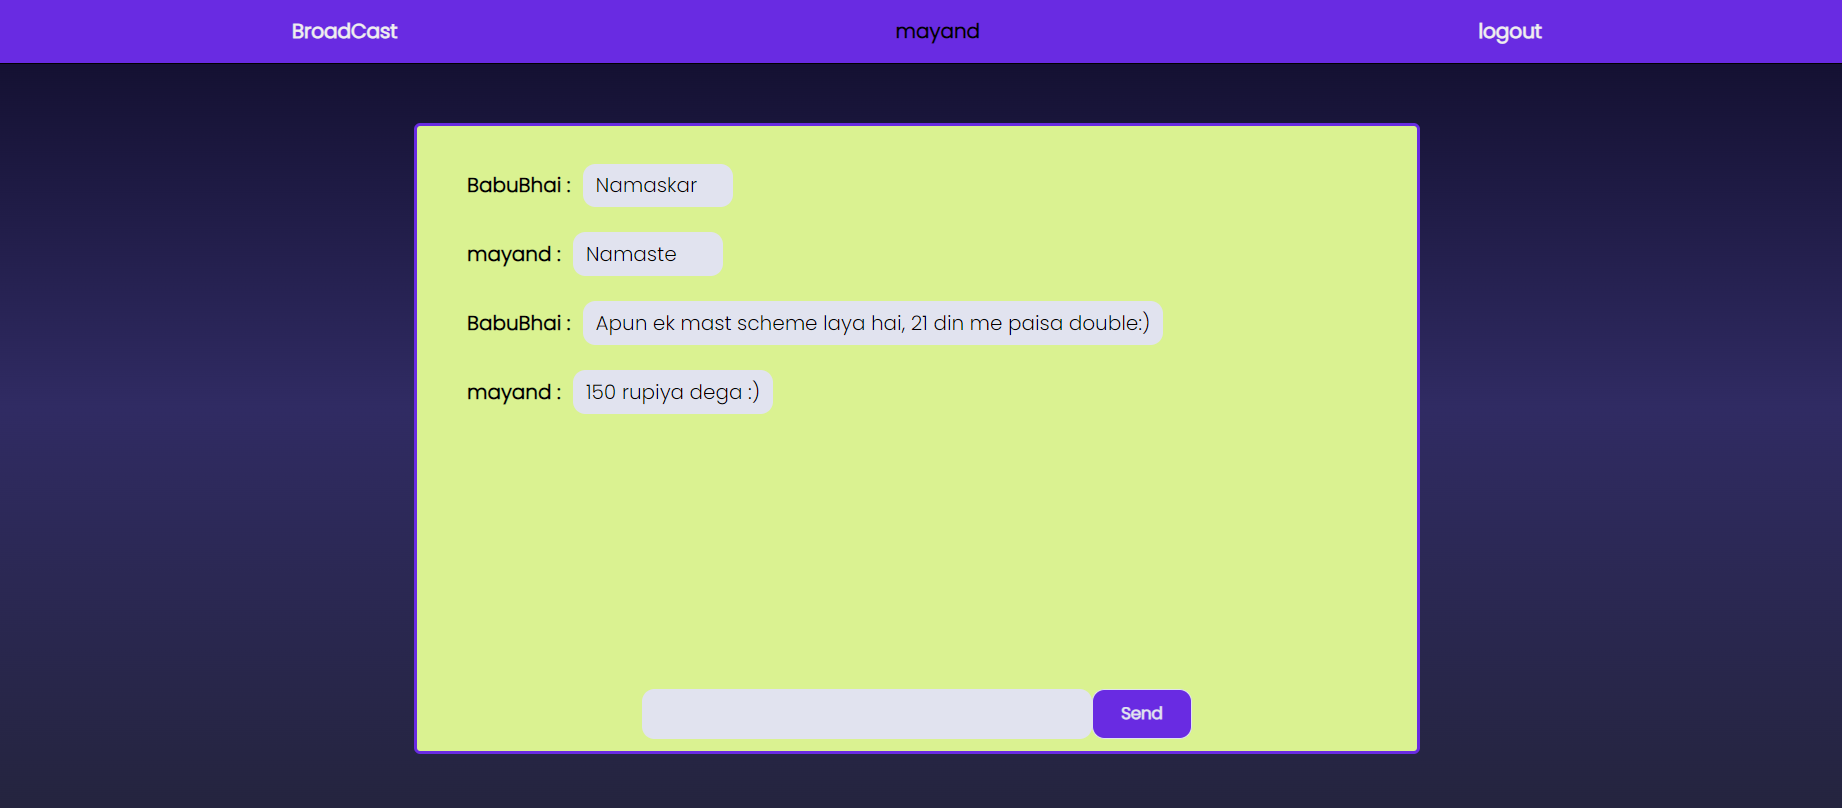 BroadCast mayand logout
BabuBhai : Namaskar
mayand : Namaste
BabuBhai : Apun ek mast scheme laya hai, 21 din me paisa double:)
mayand : 150 rupiya dega :)
Send